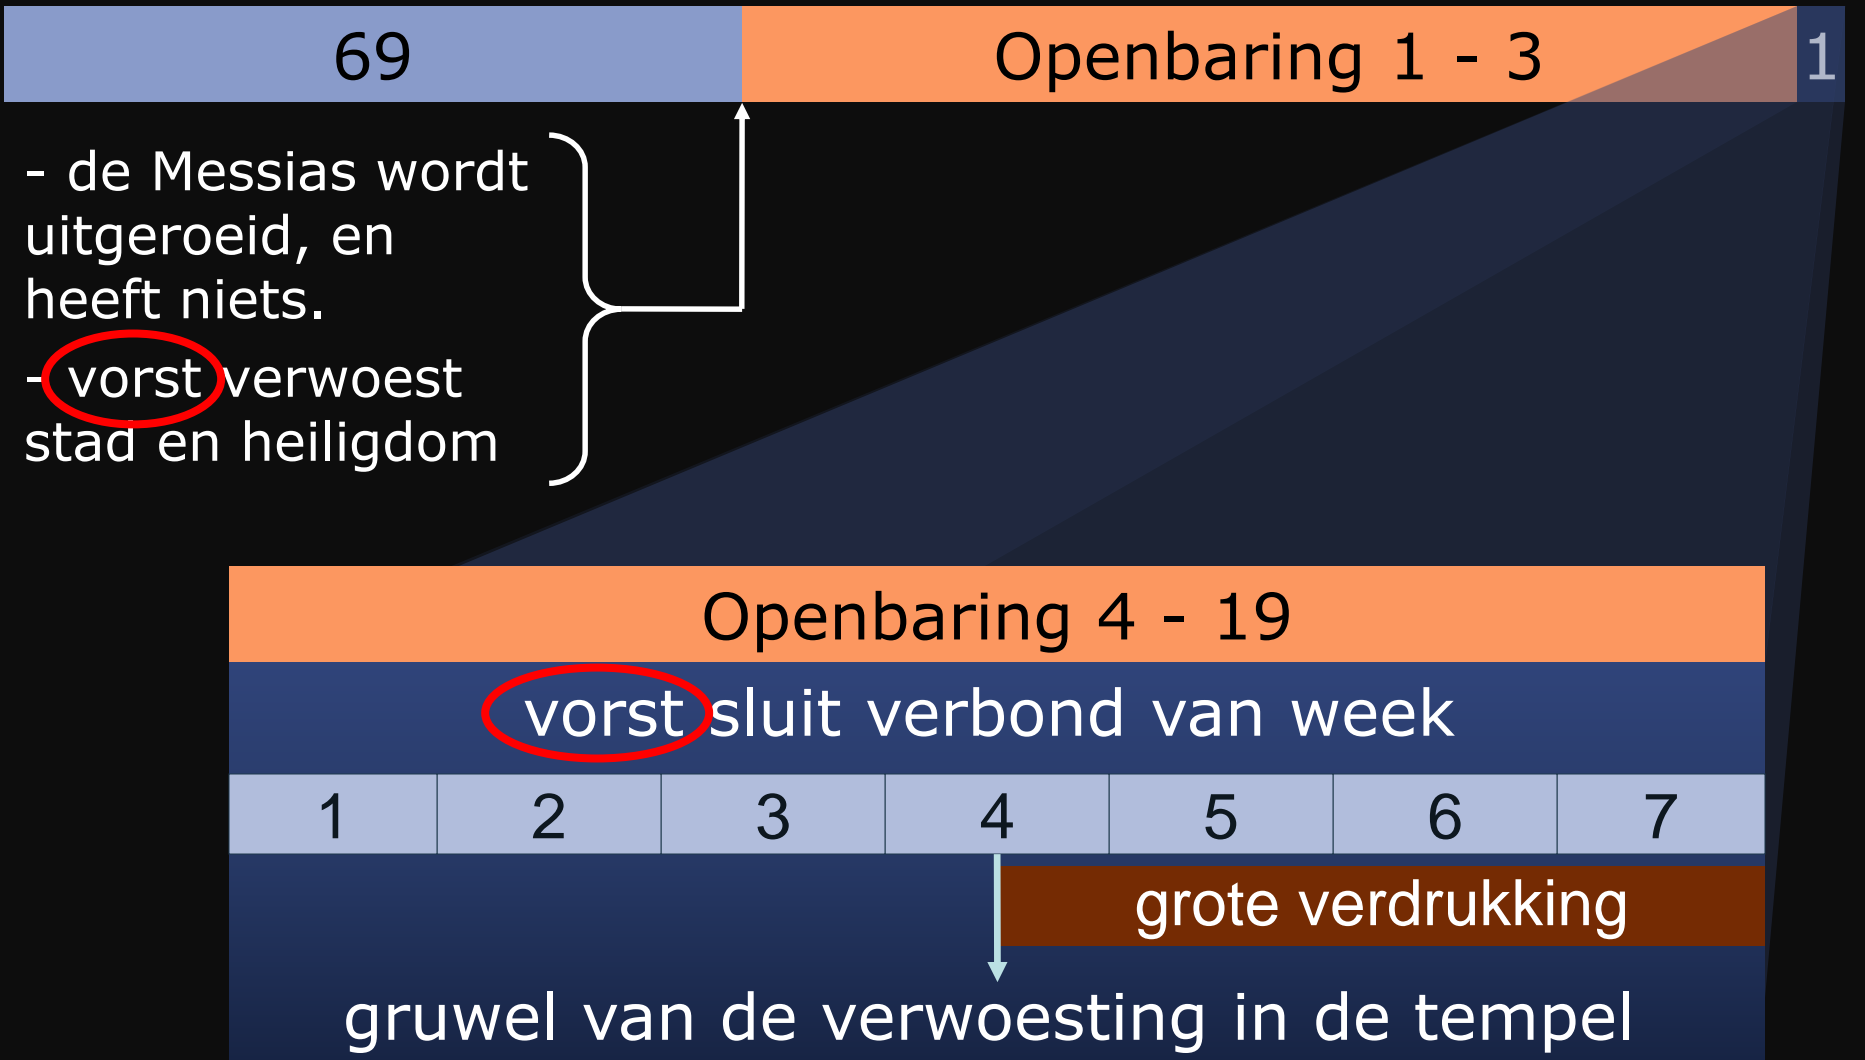 69
Openbaring 1 - 3
1
- de Messias wordt
uitgeroeid, en
heeft niets.
- vorst verwoest
stad en heiligdom
Openbaring 4 - 19
vorst sluit verbond van week
1 2 3 4 5 6 7
grote verdrukking
gruwel van de verwoesting in de tempel